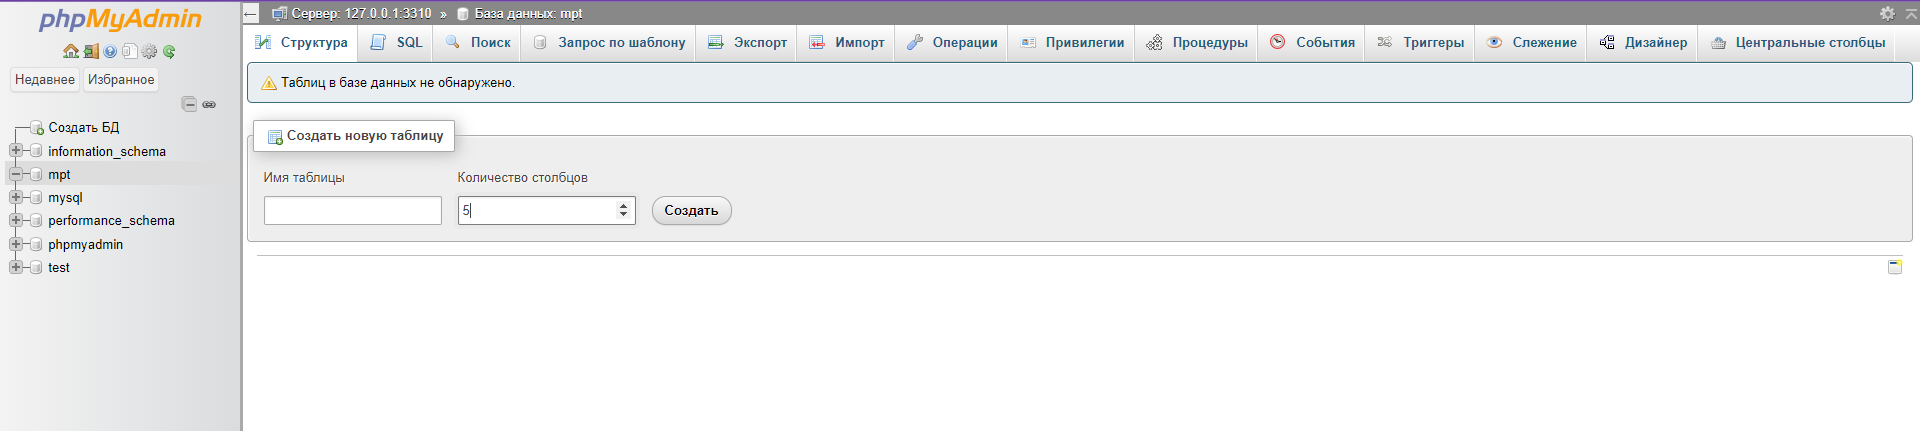 phpMyAdmin
Недавнее Избранное
Создать БД
information_schema
mpt
mysql
performance_schema
phpmyadmin
test
Сервер: 127.0.0.1:3310 » База данных: mpt
Структура SQL Поиск Запрос по шаблону Экспорт Импорт Операции Привилегии Процедуры События Триггеры Слежение Дизайнер Центральные столбцы
Таблиц в базе данных не обнаружено.
Создать новую таблицу
Имя таблицы Количество столбцов
5 Создать